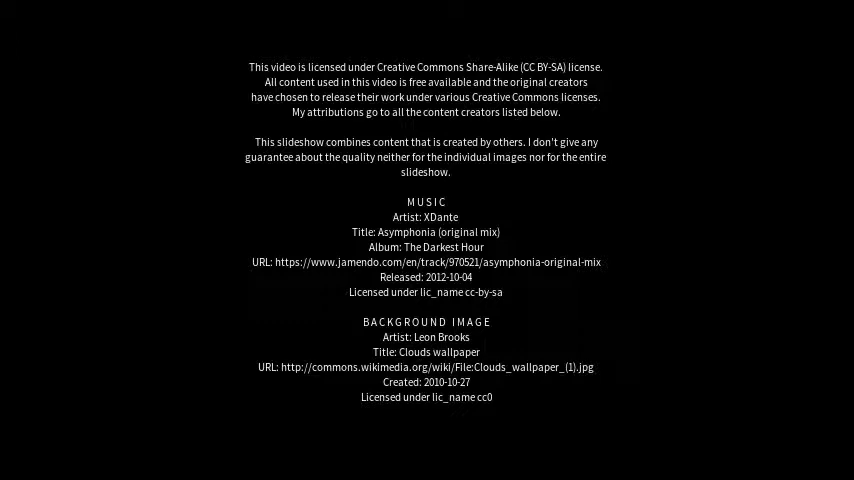 This video is licensed under Creative Commons Share-Alike (CC BY-SA) license.
All content used in this video is free available and the original creators
have chosen to release their work under various Creative Commons licenses.
My attributions go to all the content creators listed below.
This slideshow combines content that is created by others. I don't give any
guarantee about the quality neither for the individual images nor for the entire
slideshow.
MUSIC
Artist: XDante
Title: Asymphonia (original mix)
Album: The Darkest Hour
URL: https://www.jamendo.com/en/track/970521/asymphonia-original-mix
Released: 2012-10-04
Licensed under lic_name cc-by-sa
BACKGROUND IMAGE
Artist: Leon Brooks
Title: Clouds wallpaper
URL: http://commons.wikimedia.org/wiki/File:Clouds_wallpaper_(1).jpg
Created: 2010-10-27
Licensed under lic_name cc0